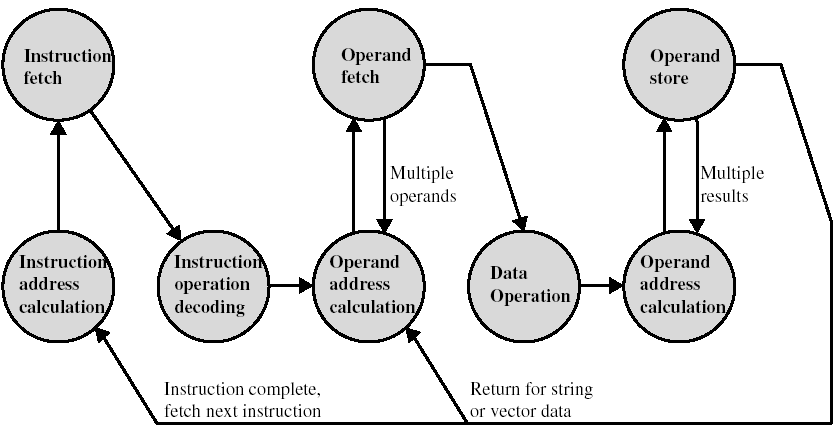 Instruction
fetch
Operand
fetch
Operand
store
Multiple
operands
Multiple
results
Instruction
address
calculation
Instruction
operation
decoding
Operand
address
calculation
Data
Operation
Operand
address
calculation
Instruction complete,
fetch next instruction
Return for string
or vector data